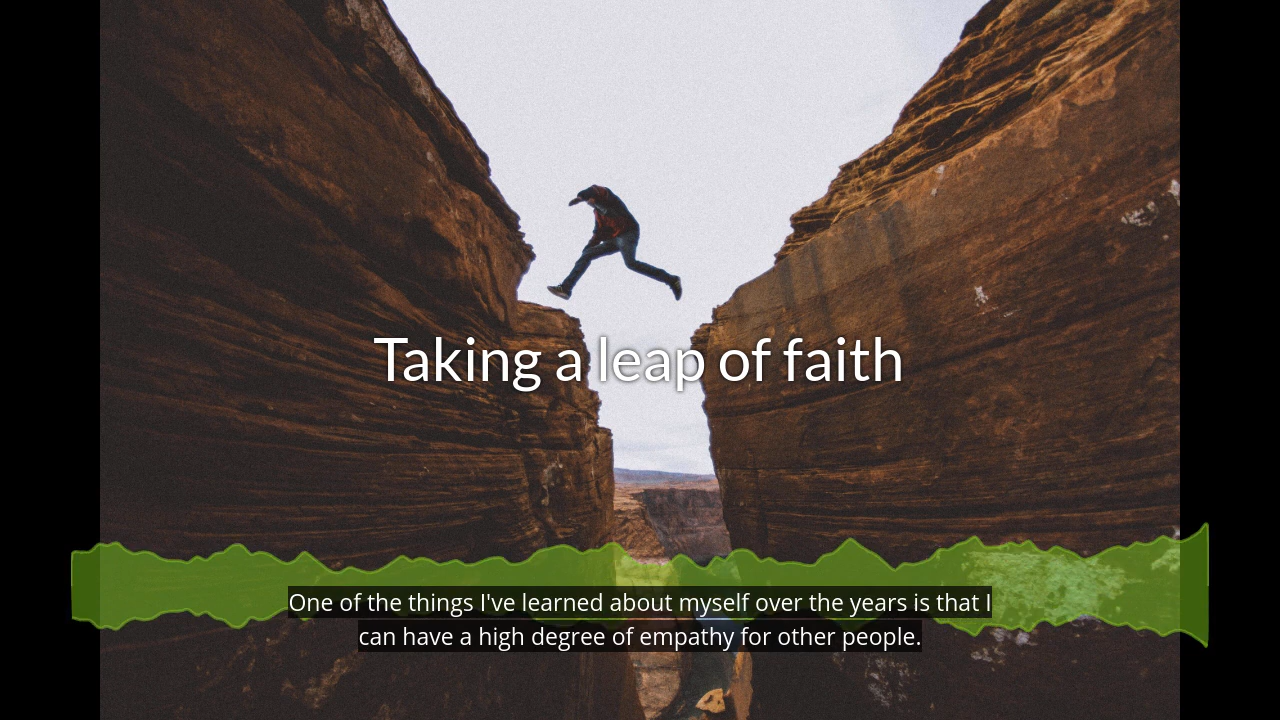 Taking a leap of faith
One of the things I've learned about myself over the years is that I
can have a high degree of empathy for other people.